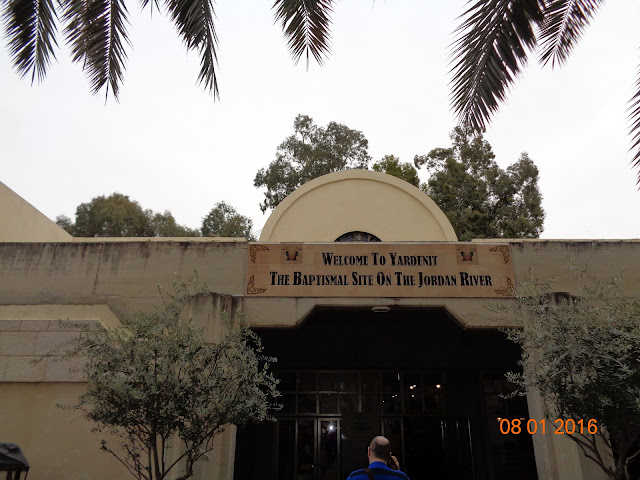 Welcome To Yardenit
The Baptismal Site On The Jordan River
08 01 2016